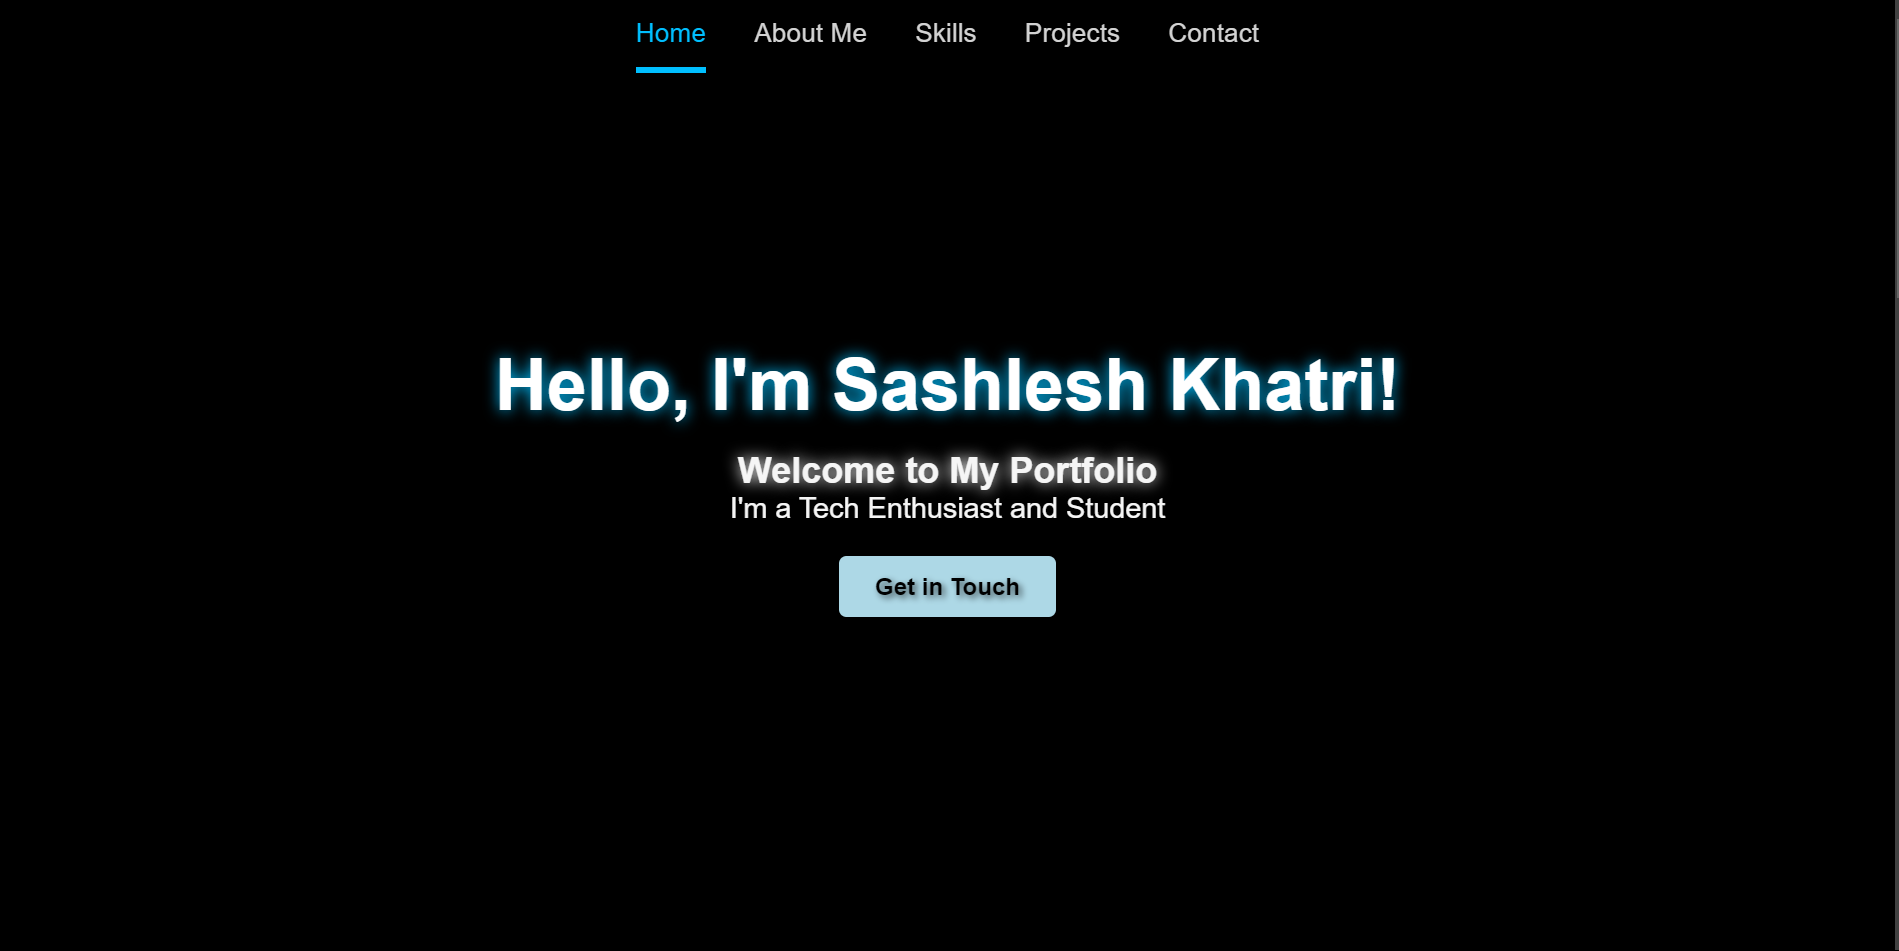 Home About Me Skills Projects Contact
Hello, I'm Sashlesh Khatri!
Welcome to My Portfolio
I'm a Tech Enthusiast and Student
Get in Touch